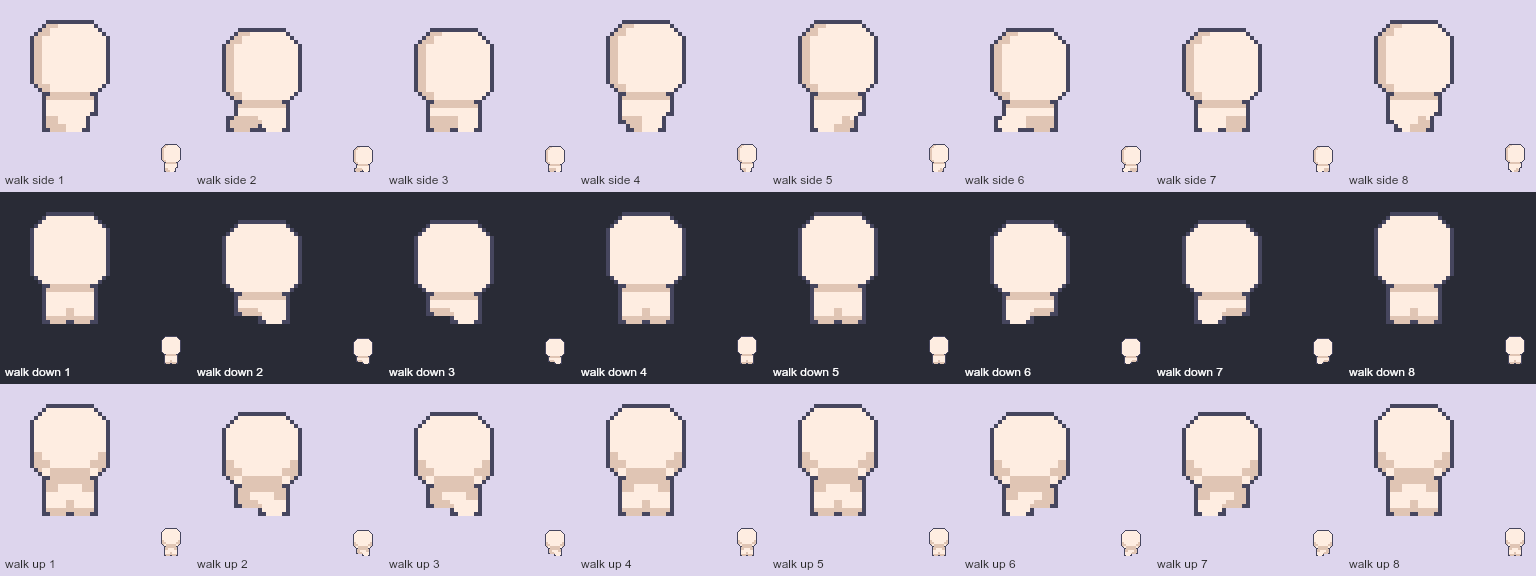 walk side 1
walk side 2
walk side 3
walk side 4
walk side 5
walk side 6
walk side 7
walk side 8
walk down 1
walk down 2
walk down 3
walk down 4
walk down 5
walk down 6
walk down 7
walk down 8
walk up 1
walk up 2
walk up 3
walk up 4
walk up 5
walk up 6
walk up 7
walk up 8